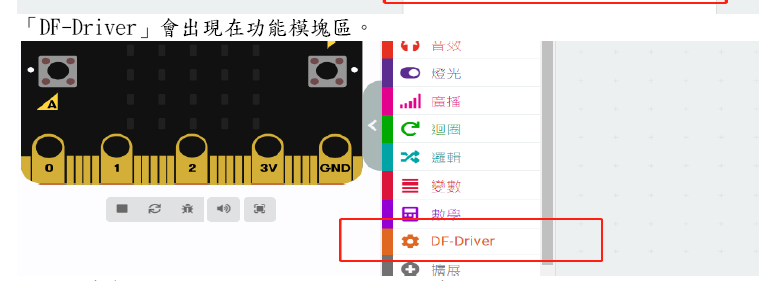 「DF-Driver」會出現在功能模塊區。
音效
燈光
廣播
迴圈
邏輯
變數
數學
DF-Driver
擴展
A
0 1 2 3V GND